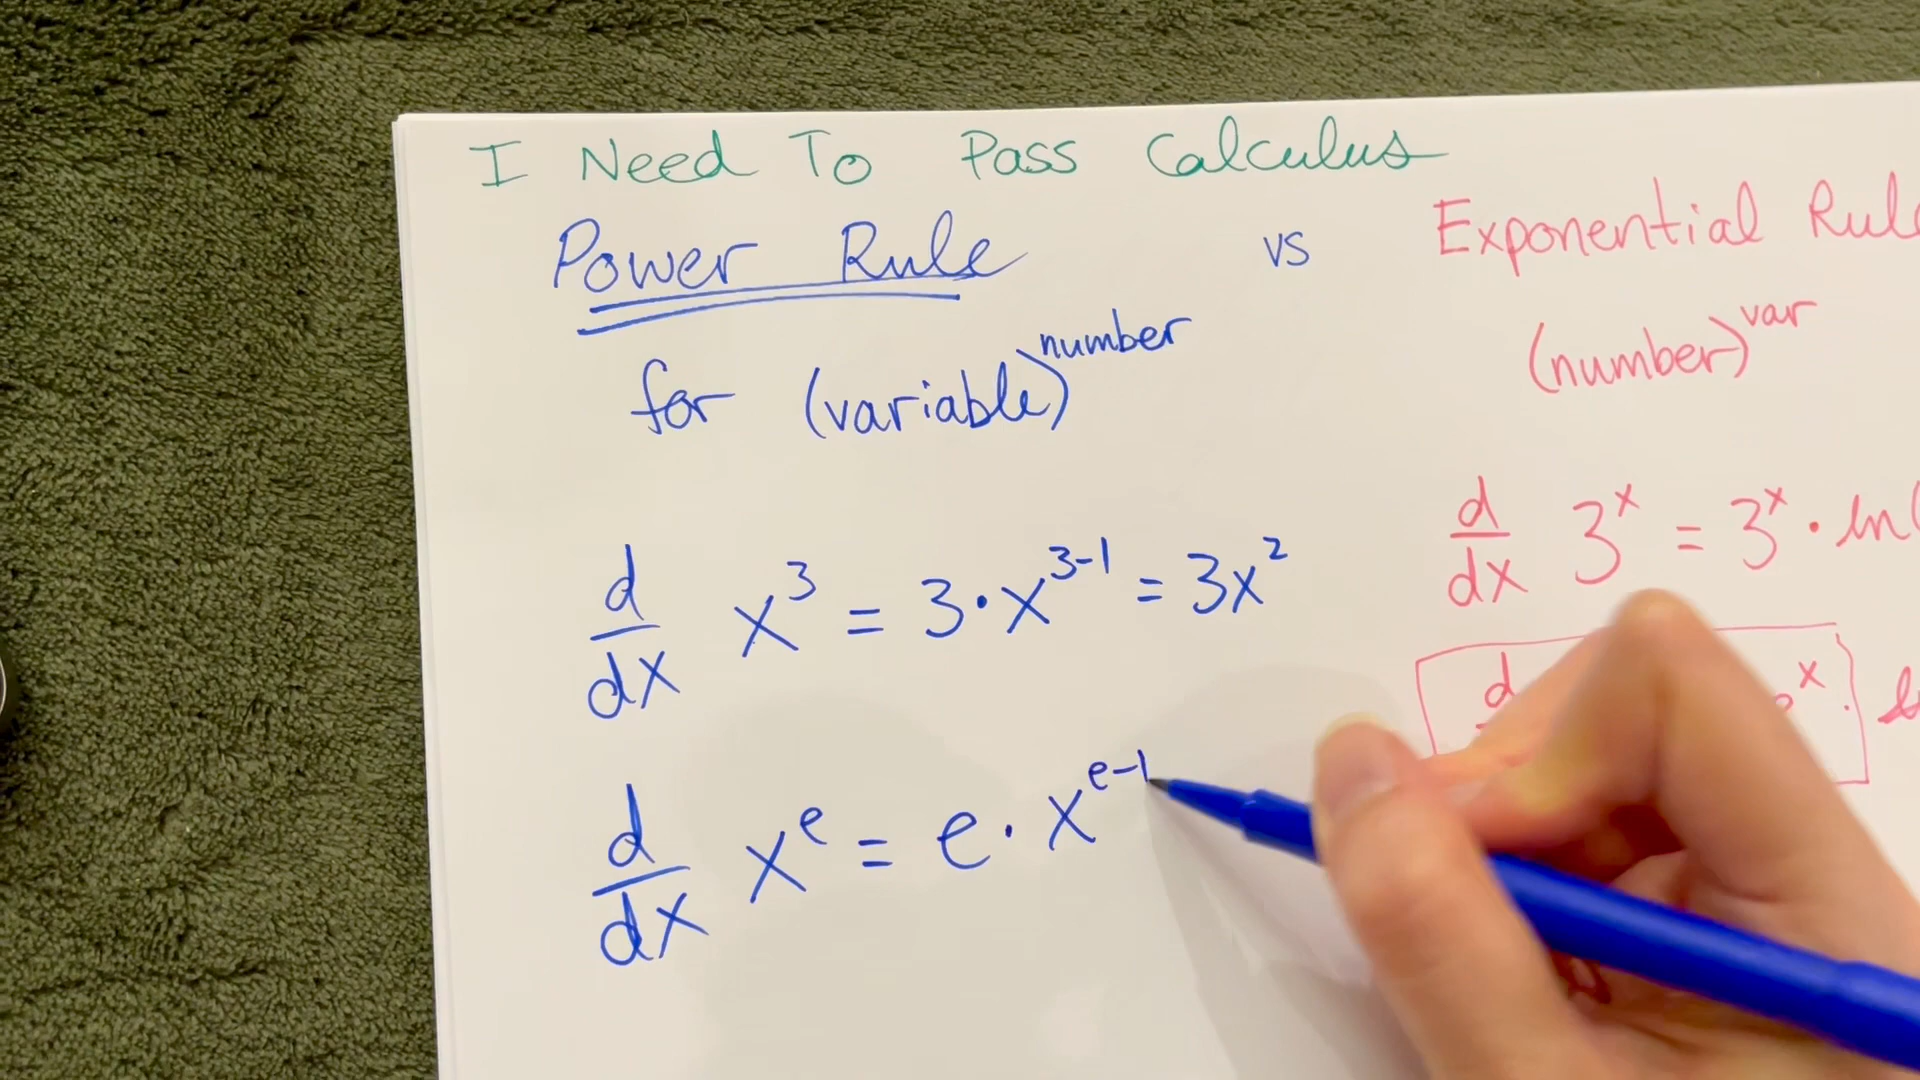 I Need To Pass Calculus
Power Rule vs Exponential
for (variable)^number
(number)^var
d/dx x^3 = 3·x^(3-1) = 3x^2
d/dx 3^x = 3^x · ln(
d/dx x^e = e·x^(e-1)
d x